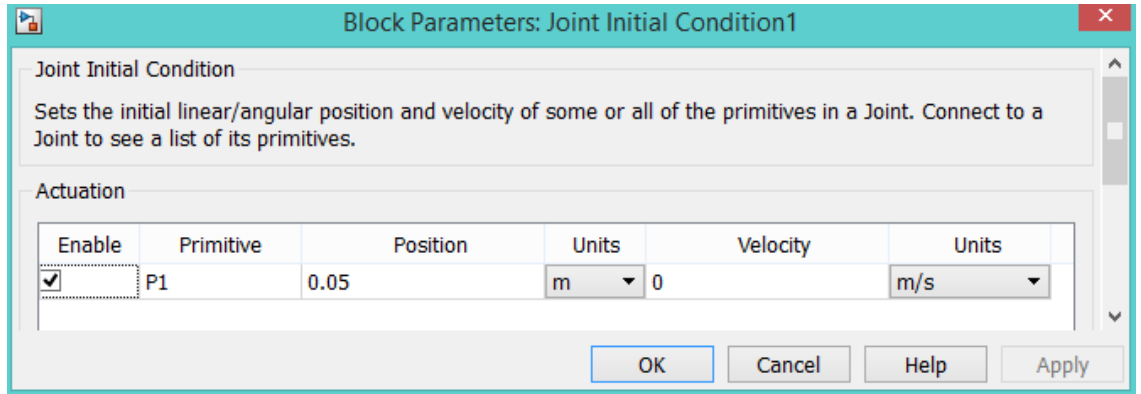 Block Parameters: Joint Initial Condition1
Joint Initial Condition
Sets the initial linear/angular position and velocity of some or all of the primitives in a Joint. Connect to a
Joint to see a list of its primitives.
Actuation
Enable Primitive Position Units Velocity Units
P1 0.05 m 0 m/s
OK Cancel Help Apply